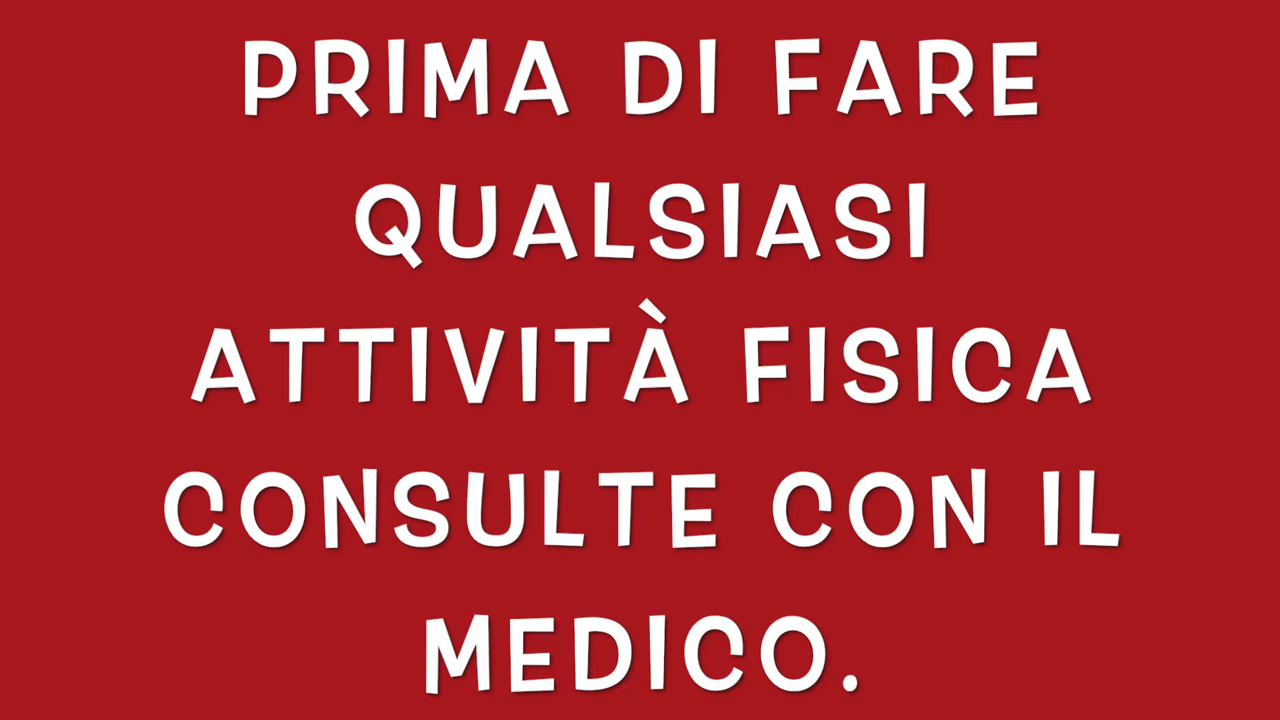 PRIMA DI FARE
QUALSIASI
ATTIVITÀ FISICA
CONSULTE CON IL
MEDICO.